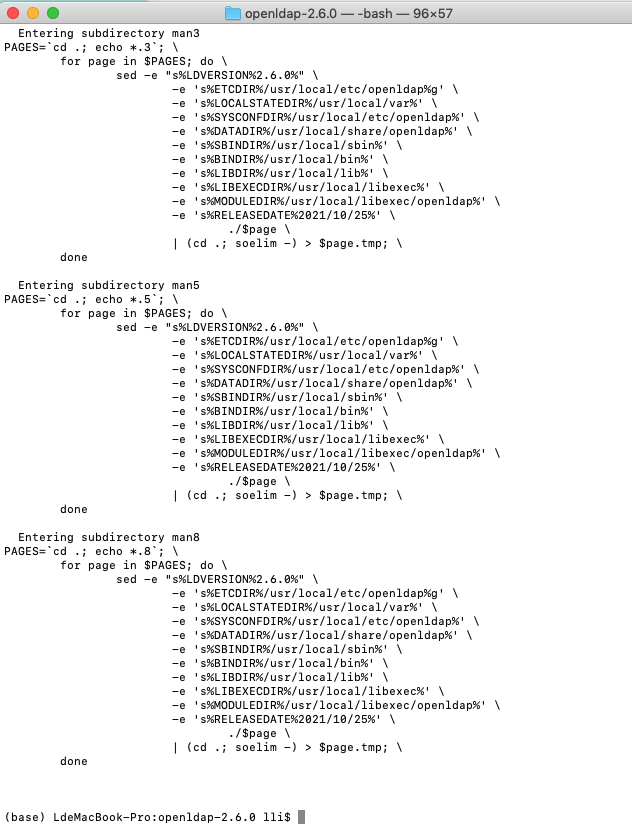 openldap-2.6.0 — -bash — 96×57
  Entering subdirectory man3
PAGES=`cd .; echo *.3`; \
        for page in $PAGES; do \
                sed -e "s%LDVERSION%2.6.0%" \
                        -e 's%ETCDIR%/usr/local/etc/openldap%g' \
                        -e 's%LOCALSTATEDIR%/usr/local/var%' \
                        -e 's%SYSCONFDIR%/usr/local/etc/openldap%' \
                        -e 's%DATADIR%/usr/local/share/openldap%' \
                        -e 's%SBINDIR%/usr/local/sbin%' \
                        -e 's%BINDIR%/usr/local/bin%' \
                        -e 's%LIBDIR%/usr/local/lib%' \
                        -e 's%LIBEXECDIR%/usr/local/libexec%' \
                        -e 's%MODULEDIR%/usr/local/libexec/openldap%' \
                        -e 's%RELEASEDATE%2021/10/25%' \
                                ./$page \
                        | (cd .; soelim -) > $page.tmp; \
        done
  Entering subdirectory man5
PAGES=`cd .; echo *.5`; \
        for page in $PAGES; do \
                sed -e "s%LDVERSION%2.6.0%" \
                        -e 's%ETCDIR%/usr/local/etc/openldap%g' \
                        -e 's%LOCALSTATEDIR%/usr/local/var%' \
                        -e 's%SYSCONFDIR%/usr/local/etc/openldap%' \
                        -e 's%DATADIR%/usr/local/share/openldap%' \
                        -e 's%SBINDIR%/usr/local/sbin%' \
                        -e 's%BINDIR%/usr/local/bin%' \
                        -e 's%LIBDIR%/usr/local/lib%' \
                        -e 's%LIBEXECDIR%/usr/local/libexec%' \
                        -e 's%MODULEDIR%/usr/local/libexec/openldap%' \
                        -e 's%RELEASEDATE%2021/10/25%' \
                                ./$page \
                        | (cd .; soelim -) > $page.tmp; \
        done
  Entering subdirectory man8
PAGES=`cd .; echo *.8`; \
        for page in $PAGES; do \
                sed -e "s%LDVERSION%2.6.0%" \
                        -e 's%ETCDIR%/usr/local/etc/openldap%g' \
                        -e 's%LOCALSTATEDIR%/usr/local/var%' \
                        -e 's%SYSCONFDIR%/usr/local/etc/openldap%' \
                        -e 's%DATADIR%/usr/local/share/openldap%' \
                        -e 's%SBINDIR%/usr/local/sbin%' \
                        -e 's%BINDIR%/usr/local/bin%' \
                        -e 's%LIBDIR%/usr/local/lib%' \
                        -e 's%LIBEXECDIR%/usr/local/libexec%' \
                        -e 's%MODULEDIR%/usr/local/libexec/openldap%' \
                        -e 's%RELEASEDATE%2021/10/25%' \
                                ./$page \
                        | (cd .; soelim -) > $page.tmp; \
        done
(base) LdeMacBook-Pro:openldap-2.6.0 lli$